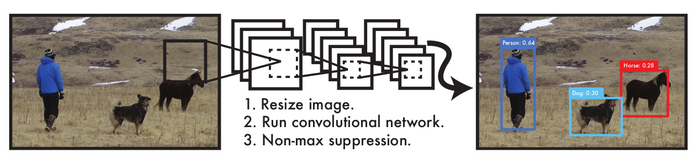 1. Resize image.
2. Run convolutional network.
3. Non-max suppression.
Person: 0.64
Horse: 0.28
Dog: 0.30